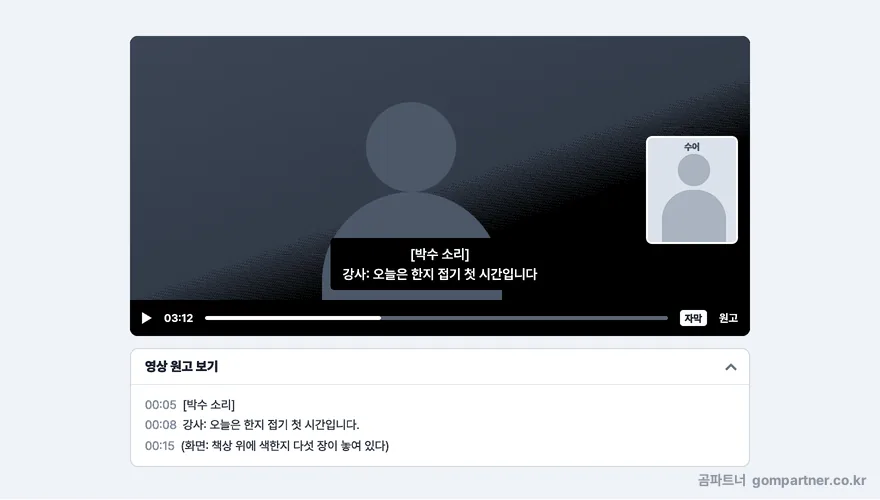 수어
[박수 소리]
강사: 오늘은 한지 접기 첫 시간입니다
03:12 자막 원고
영상 원고 보기
00:05 [박수 소리]
00:08 강사: 오늘은 한지 접기 첫 시간입니다.
00:15 (화면: 책상 위에 색한지 다섯 장이 놓여 있다)
곰파트너 gompartner.co.kr